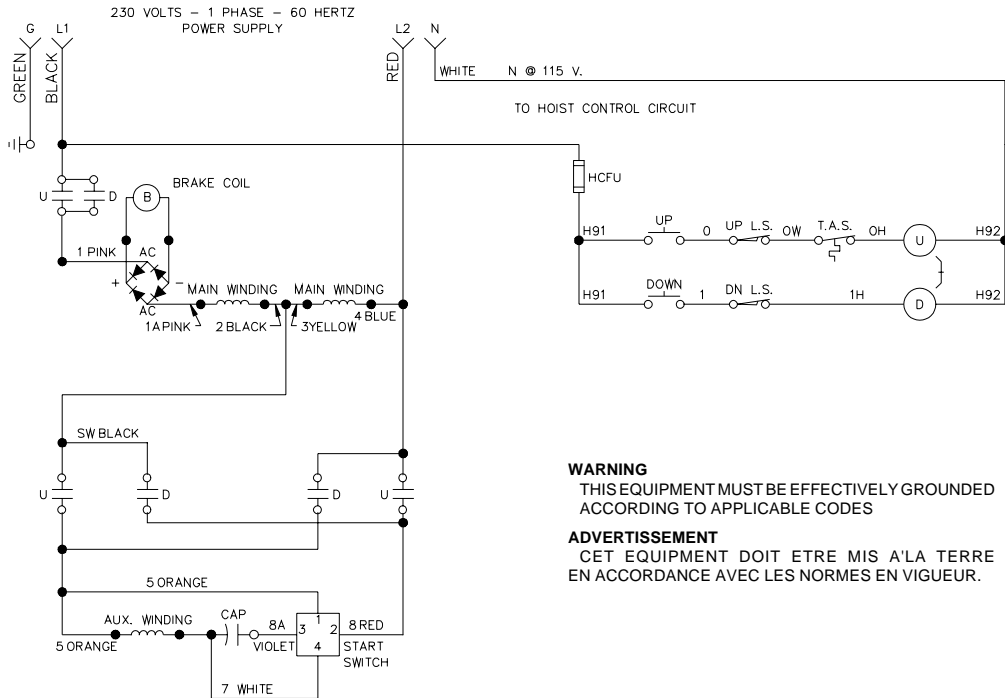 230 VOLTS – 1 PHASE – 60 HERTZ
POWER SUPPLY
G
L1
L2
N
GREEN
BLACK
RED
WHITE
N @ 115 V.
TO HOIST CONTROL CIRCUIT
HCFU
U
D
B
BRAKE COIL
1 PINK
AC
+
–
AC
MAIN WINDING
MAIN WINDING
1A PINK
2 BLACK
3 YELLOW
4 BLUE
H91
UP
0
UP L.S.
OW
T.A.S.
OH
U
H92
H91
DOWN
1
DN L.S.
1H
D
H92
SW BLACK
U
D
D
U
5 ORANGE
AUX. WINDING
CAP
8A
VIOLET
5 ORANGE
1
3
2
4
8 RED
START
SWITCH
7 WHITE
WARNING
THIS EQUIPMENT MUST BE EFFECTIVELY GROUNDED
ACCORDING TO APPLICABLE CODES
ADVERTISSEMENT
CET EQUIPMENT DOIT ETRE MIS A'LA TERRE
EN ACCORDANCE AVEC LES NORMES EN VIGUEUR.